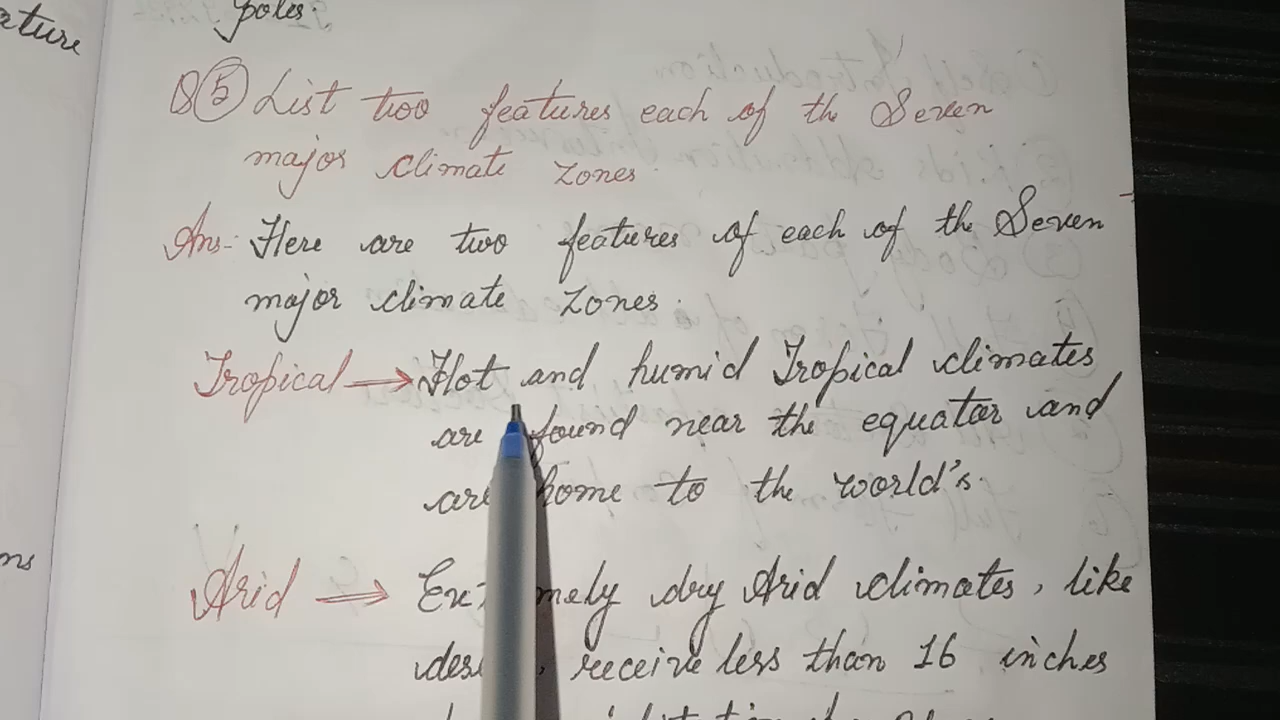 ature
poles.
Q⑤ List two features each of the Seven
major climate zones
Ans- Here are two features of each of the Seven
major climate zones.
Tropical → Hot and humid Tropical climates
are found near the equator and
are home to the world's.
Arid ⇒ dry Arid climates, like
receive less than 16 inches